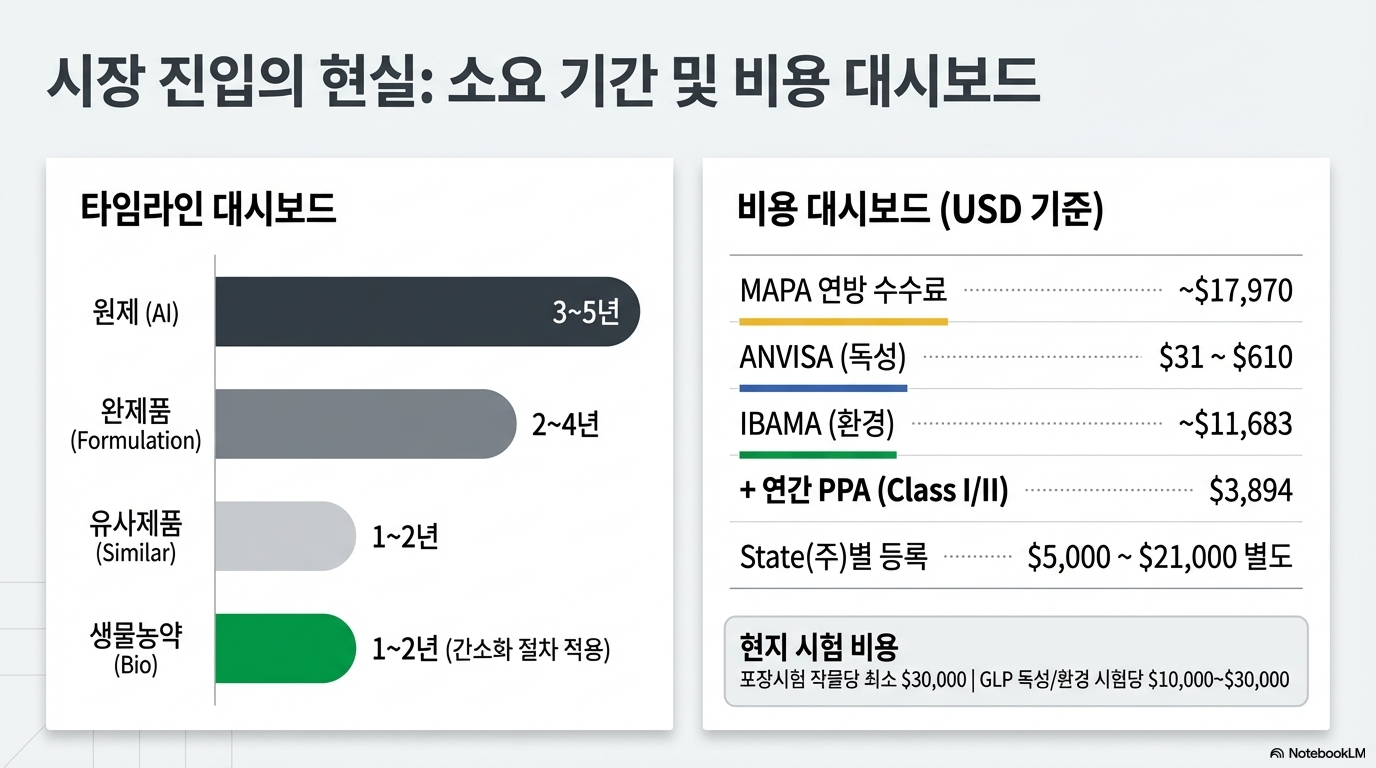 시장 진입의 현실: 소요 기간 및 비용 대시보드
타임라인 대시보드
원제 (AI)
3~5년
완제품
(Formulation)
2~4년
유사제품
(Similar)
1~2년
생물농약
(Bio)
1~2년 (간소화 절차 적용)
비용 대시보드 (USD 기준)
MAPA 연방 수수료 ~$17,970
ANVISA (독성) $31 ~ $610
IBAMA (환경) ~$11,683
+ 연간 PPA (Class I/II) $3,894
State(주)별 등록 $5,000 ~ $21,000 별도
현지 시험 비용
포장시험 작물당 최소 $30,000 | GLP 독성/환경 시험당 $10,000~$30,000
NotebookLM